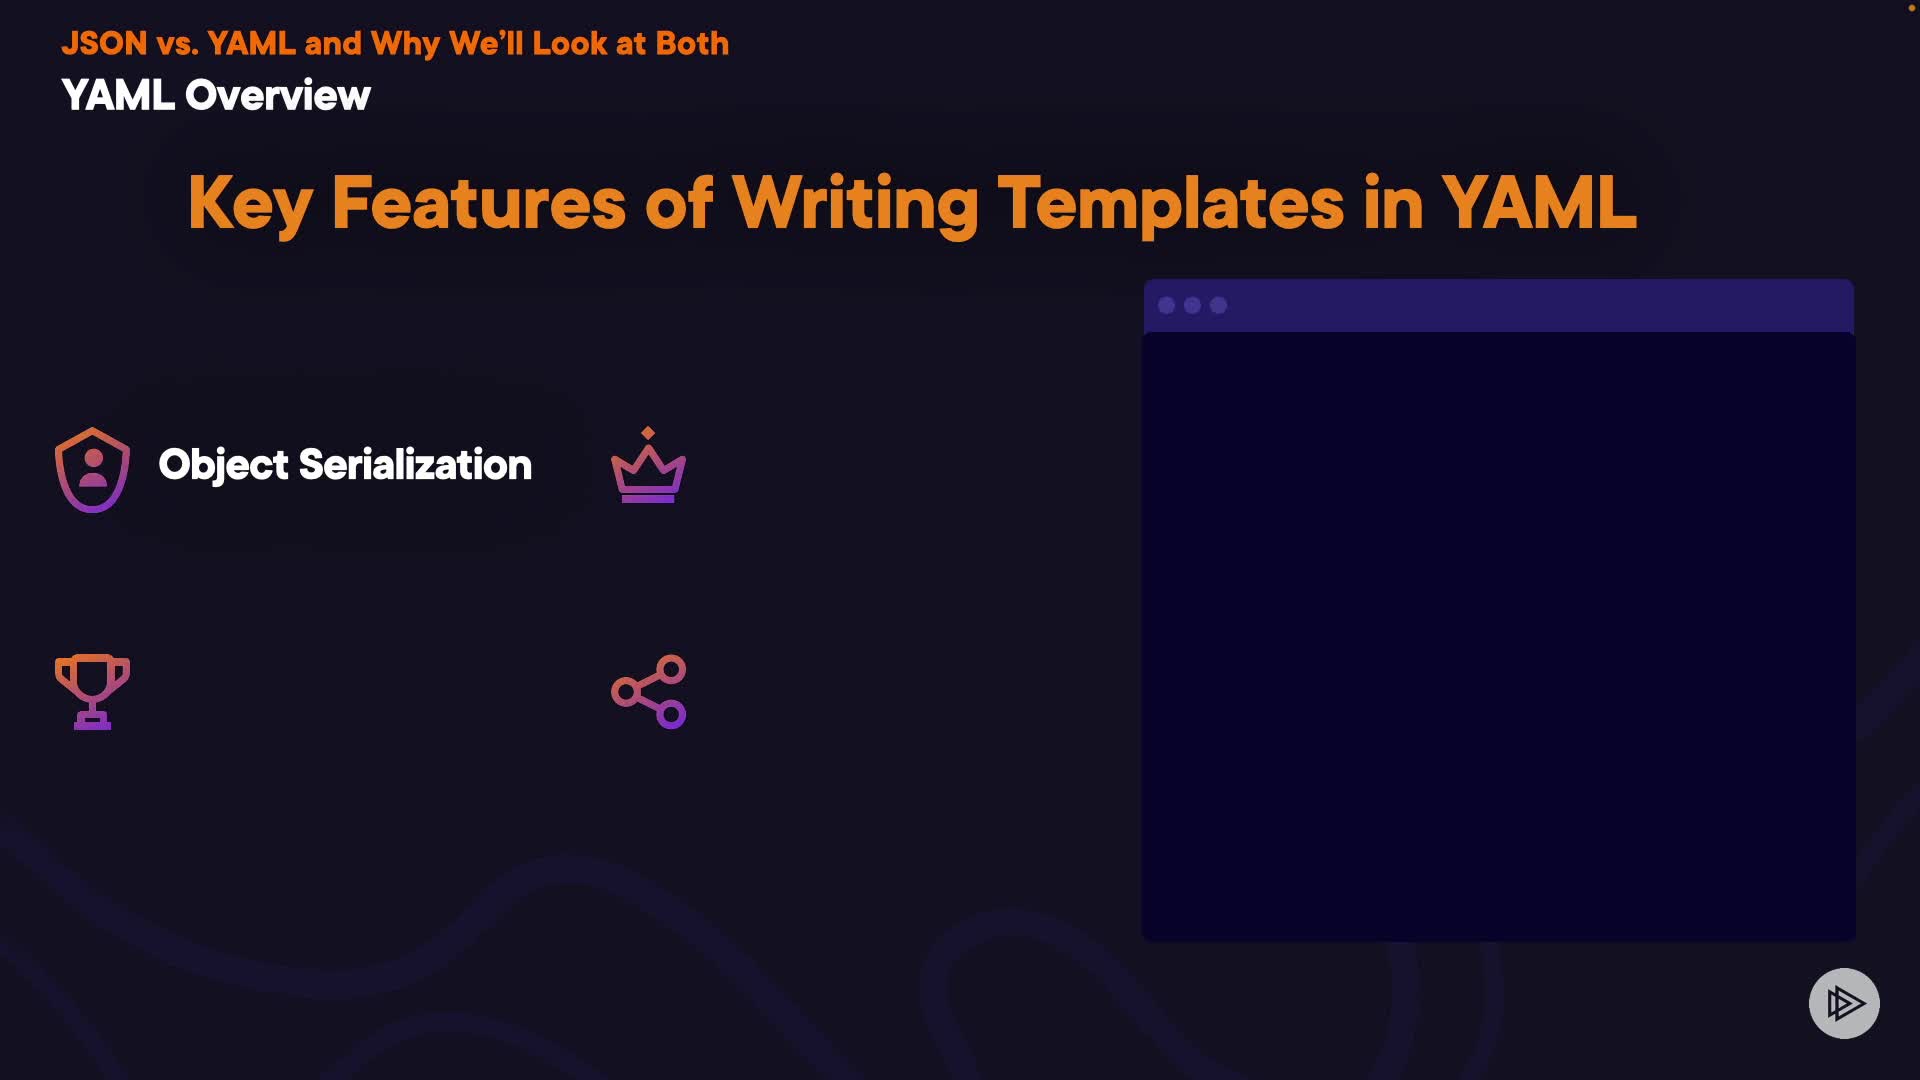 JSON vs. YAML and Why We’ll Look at Both
YAML Overview
Key Features of Writing Templates in YAML
Object Serialization